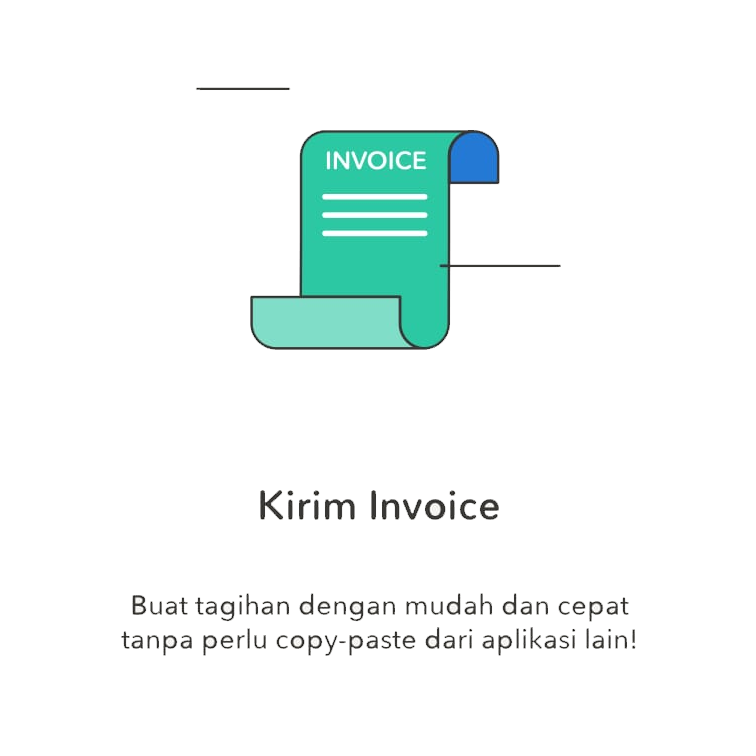 INVOICE
Kirim Invoice
Buat tagihan dengan mudah dan cepat
tanpa perlu copy-paste dari aplikasi lain!